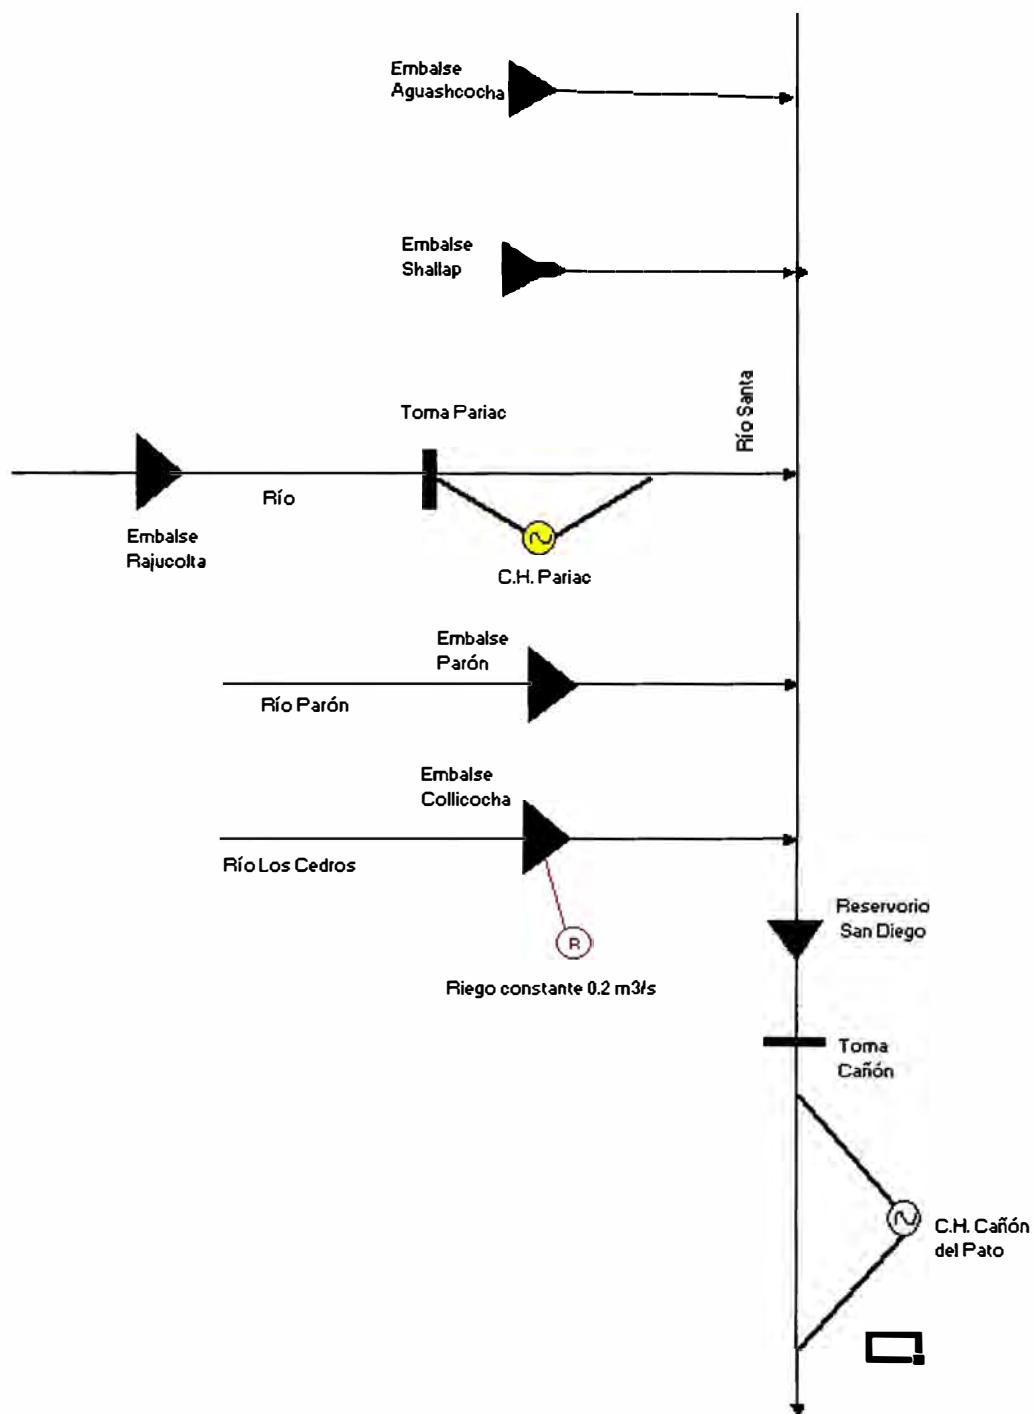 Embalse
Aguashcocha
Embalse
Shallap
Río Santa
Toma Pariac
Río
Embalse
Rajucolta
C.H. Pariac
Embalse
Parón
Río Parón
Embalse
Collicocha
Río Los Cedros
R
Riego constante 0.2 m3/s
Reservorio
San Diego
Toma
Cañón
C.H. Cañón
del Pato